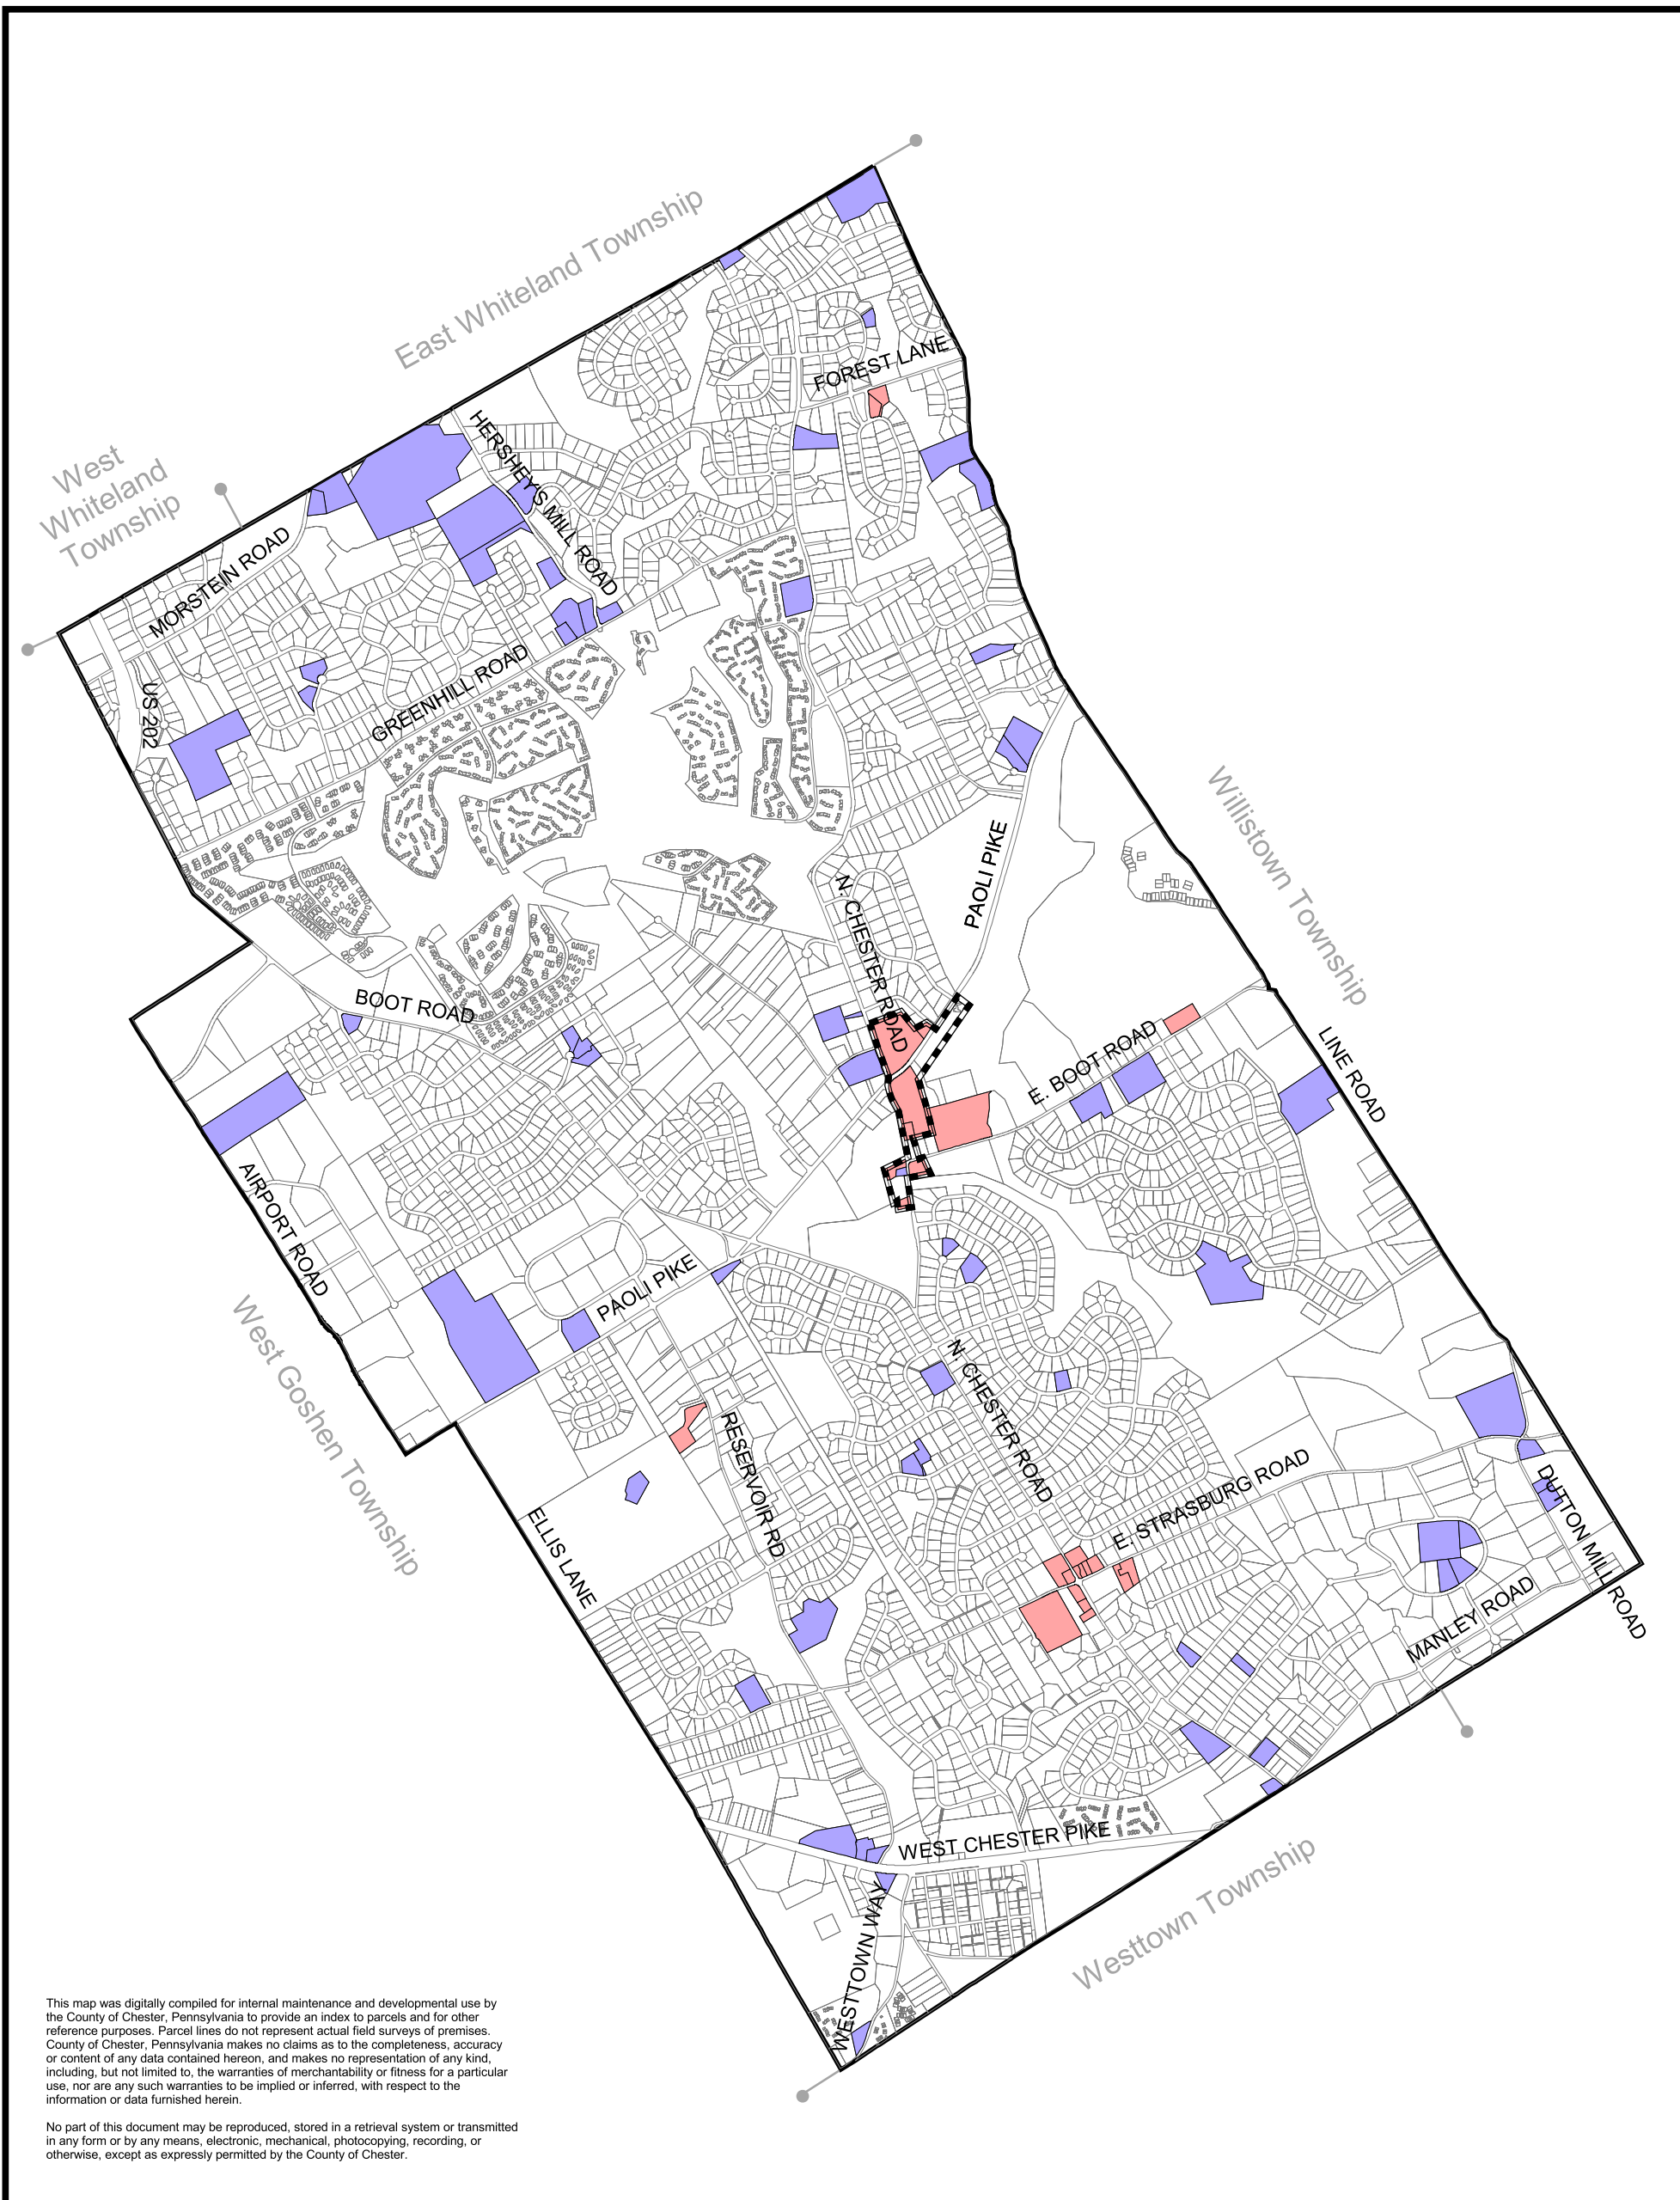 East Whiteland Township
West
Whiteland
Township
FOREST LANE
HERSHEY'S MILL ROAD
MORSTEIN ROAD
US 202
GREENHILL ROAD
Willistown Township
PAOLI PIKE
N. CHESTER ROAD
BOOT ROAD
E. BOOT ROAD
LINE ROAD
AIRPORT ROAD
PAOLI PIKE
West Goshen Township
N. CHESTER ROAD
RESERVOIR RD
E. STRASBURG ROAD
DUTTON MILL ROAD
ELLIS LANE
MANLEY ROAD
WEST CHESTER PIKE
WESTTOWN WAY
Westtown Township
This map was digitally compiled for internal maintenance and developmental use by
the County of Chester, Pennsylvania to provide an index to parcels and for other
reference purposes. Parcel lines do not represent actual field surveys of premises.
County of Chester, Pennsylvania makes no claims as to the completeness, accuracy
or content of any data contained hereon, and makes no representation of any kind,
including, but not limited to, the warranties of merchantability or fitness for a particular
use, nor are any such warranties to be implied or inferred, with respect to the
information or data furnished herein.
No part of this document may be reproduced, stored in a retrieval system or transmitted
in any form or by any means, electronic, mechanical, photocopying, recording, or
otherwise, except as expressly permitted by the County of Chester.